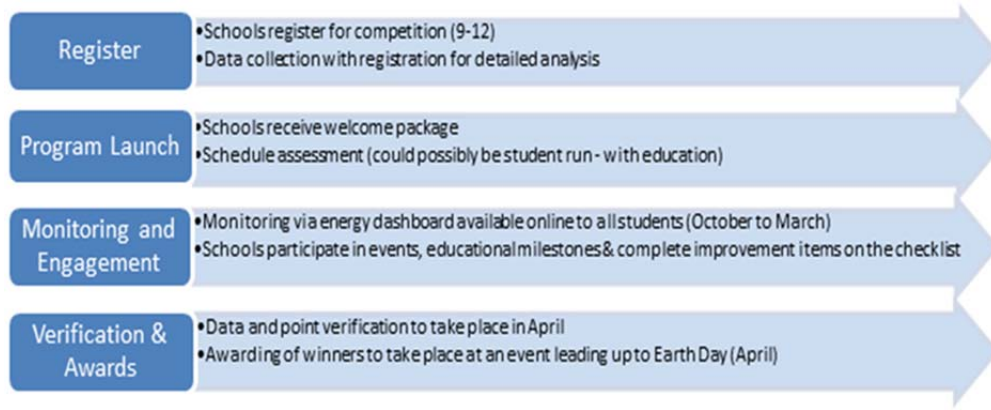 Register
•Schools register for competition (9-12)
•Data collection with registration for detailed analysis
Program Launch
•Schools receive welcome package
•Schedule assessment (could possibly be student run - with education)
Monitoring and
Engagement
•Monitoring via energy dashboard available online to all students (October to March)
•Schools participate in events, educational milestones & complete improvement items on the checklist
Verification &
Awards
•Data and point verification to take place in April
•Awarding of winners to take place at an event leading up to Earth Day (April)